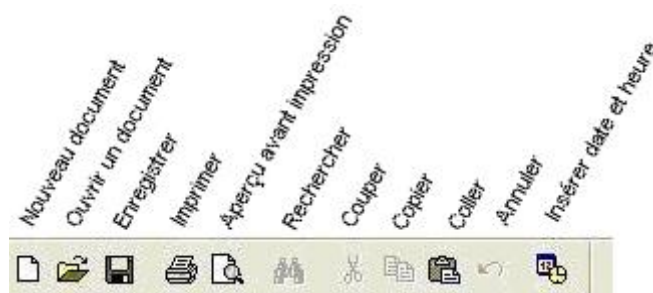 Nouveau document
Ouvrir un document
Enregistrer
Imprimer
Aperçu avant impression
Rechercher
Couper
Copier
Coller
Annuler
Insérer date et heure
12